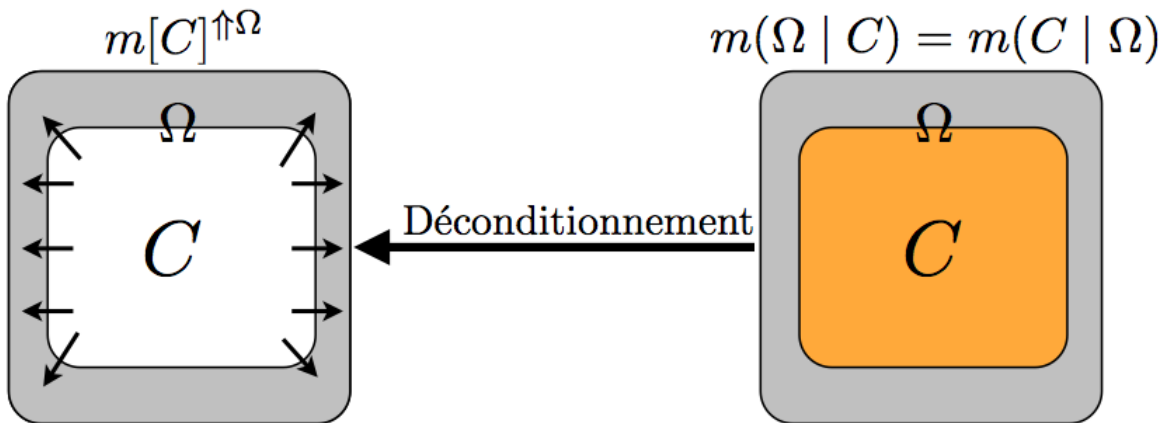 m[C]^{⇑Ω}
m(Ω | C) = m(C | Ω)
Ω
Ω
Déconditionnement
C
C